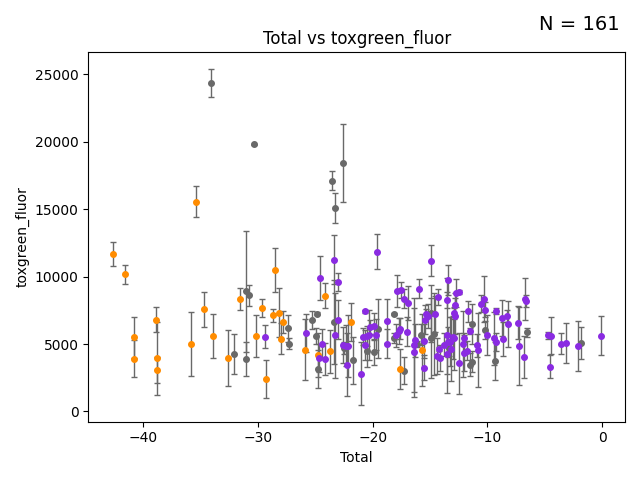 N = 161
Total vs toxgreen_fluor
25000
20000
15000
10000
5000
0
toxgreen_fluor
−40 −30 −20 −10 0
Total